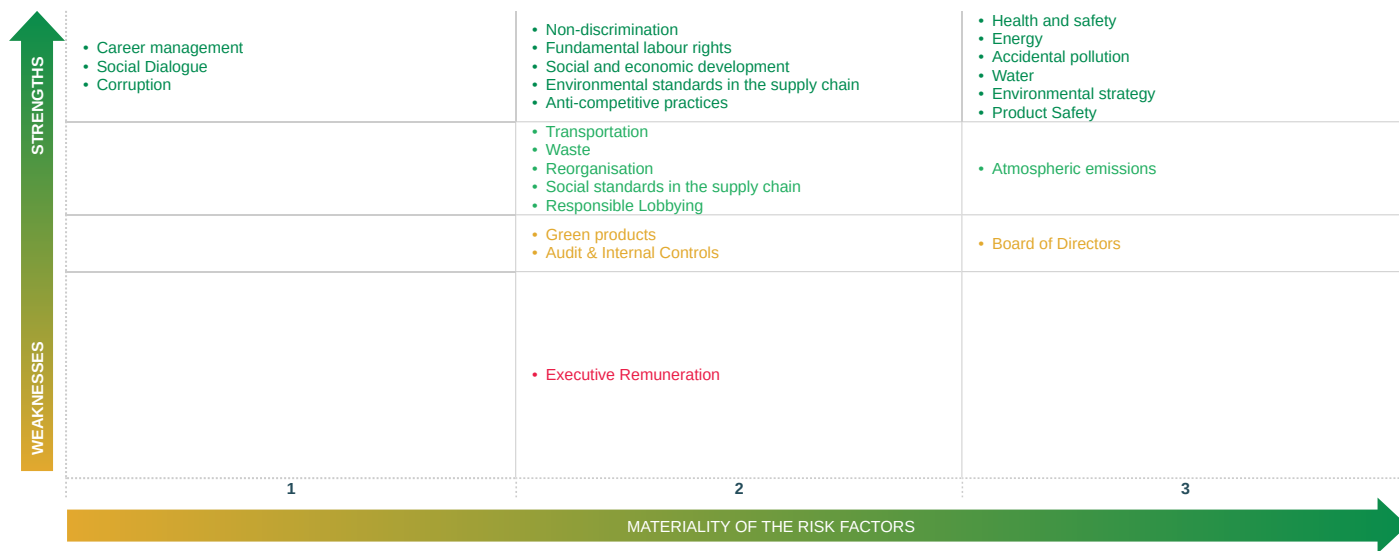 STRENGTHS
WEAKNESSES
• Career management
• Social Dialogue
• Corruption
• Non-discrimination
• Fundamental labour rights
• Social and economic development
• Environmental standards in the supply chain
• Anti-competitive practices
• Health and safety
• Energy
• Accidental pollution
• Water
• Environmental strategy
• Product Safety
• Transportation
• Waste
• Reorganisation
• Social standards in the supply chain
• Responsible Lobbying
• Atmospheric emissions
• Green products
• Audit & Internal Controls
• Board of Directors
• Executive Remuneration
1
2
3
MATERIALITY OF THE RISK FACTORS